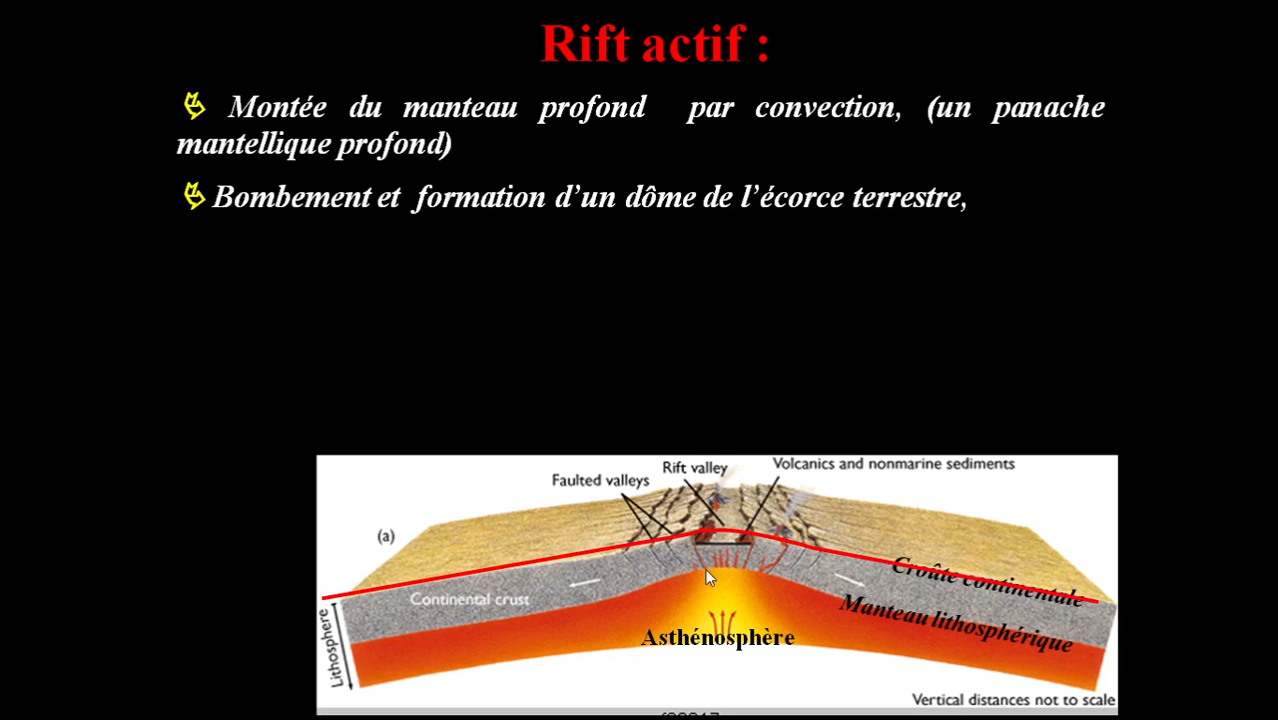 Rift actif :
Montée du manteau profond par convection, (un panache
mantellique profond)
Bombement et formation d'un dôme de l'écorce terrestre,
Volcanics and nonmarine sediments
Rift valley
Faulted valleys
(a)
Croûte continentale
Continental crust
Manteau lithosphérique
Lithosphere
Asthénosphère
Vertical distances not to scale